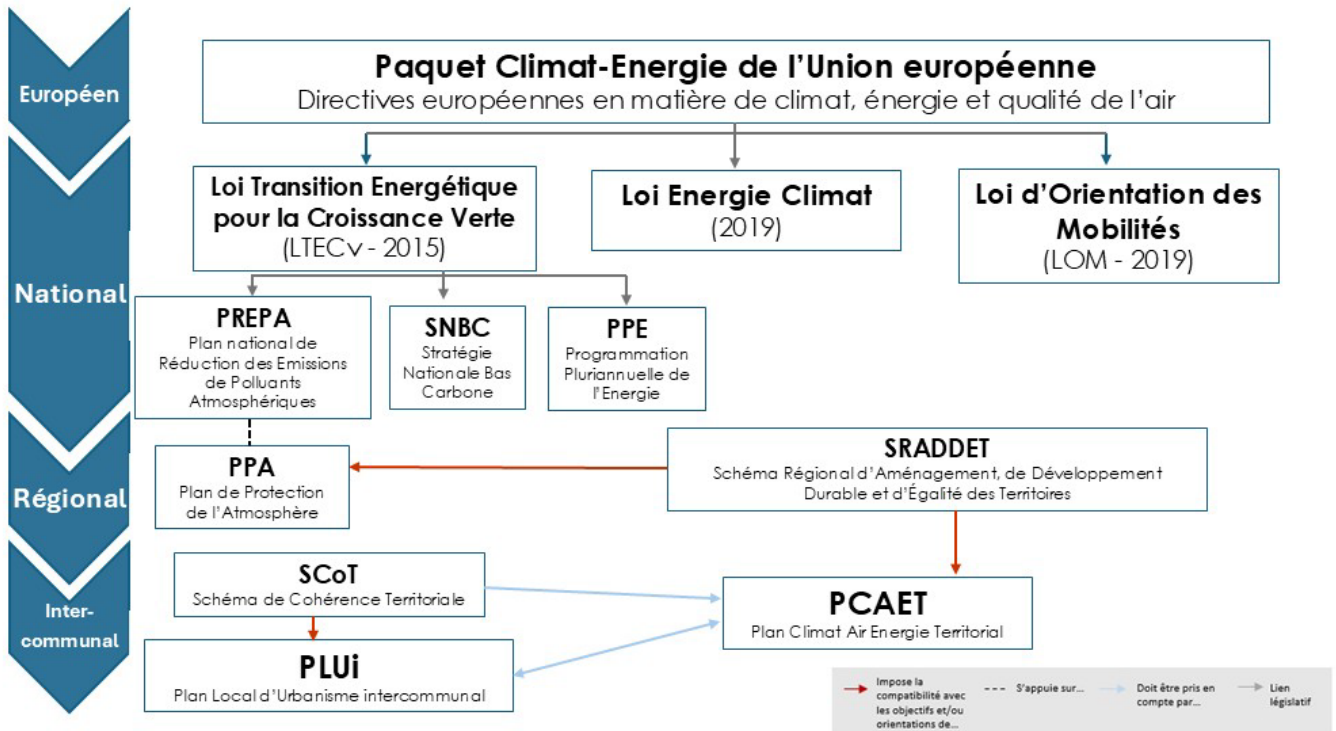 Européen
Paquet Climat-Energie de l'Union européenne
Directives européennes en matière de climat, énergie et qualité de l'air
National
Loi Transition Energétique
pour la Croissance Verte
(LTECv - 2015)
Loi Energie Climat
(2019)
Loi d'Orientation des
Mobilités
(LOM - 2019)
PREPA
Plan national de
Réduction des Emissions
de Polluants
Atmosphériques
SNBC
Stratégie
Nationale Bas
Carbone
PPE
Programmation
Pluriannuelle de
l'Energie
Régional
PPA
Plan de Protection
de l'Atmosphère
SRADDET
Schéma Régional d'Aménagement, de Développement
Durable et d'Égalité des Territoires
Inter-
communal
SCoT
Schéma de Cohérence Territoriale
PCAET
Plan Climat Air Energie Territorial
PLUi
Plan Local d'Urbanisme intercommunal
Impose la
compatibilité avec
les objectifs et/ou
orientations de...
S'appuie sur...
Doit être pris en
compte par...
Lien
législatif